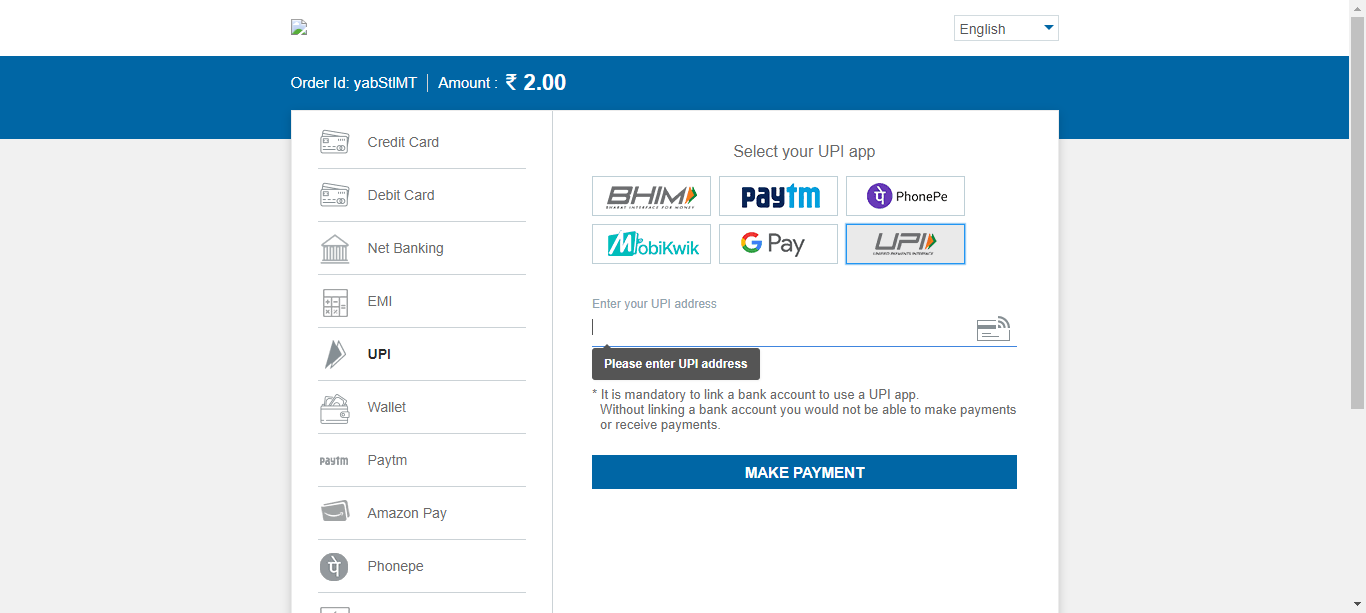 English
Order Id: yabStlMT | Amount : ₹ 2.00
Credit Card
Debit Card
Net Banking
EMI
UPI
Wallet
Paytm
Paytm
Amazon Pay
Phonepe
Select your UPI app
BHIM
BHARAT INTERFACE FOR MONEY
Paytm
PhonePe
MobiKwik
G Pay
UPI
UNIFIED PAYMENTS INTERFACE
Enter your UPI address
Please enter UPI address
* It is mandatory to link a bank account to use a UPI app.
Without linking a bank account you would not be able to make payments
or receive payments.
MAKE PAYMENT